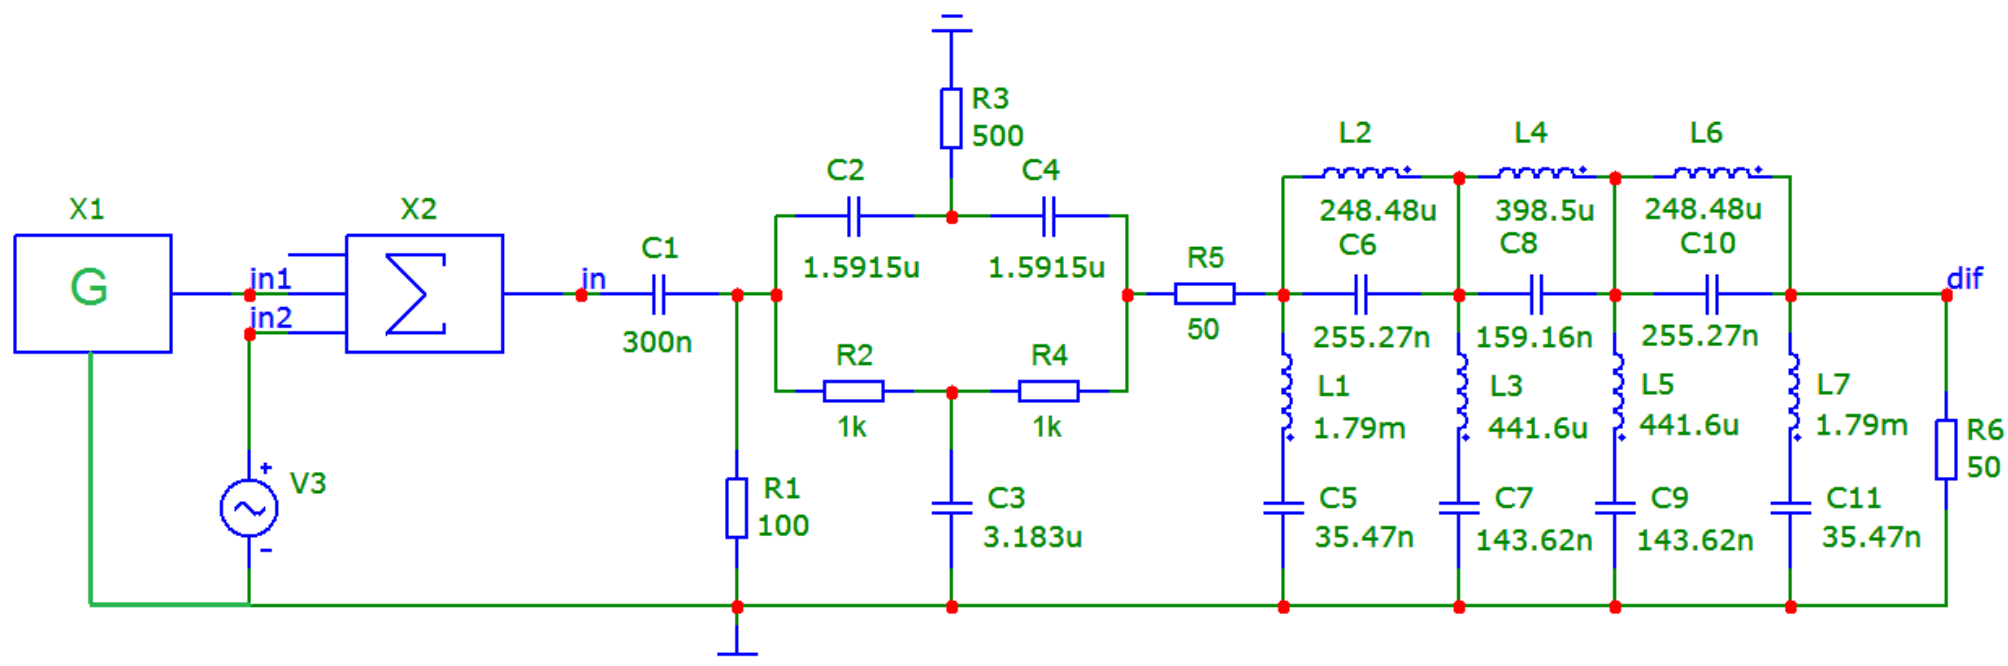 R3
500
L2
L4
L6
C2
C4
X1
X2
248.48u
398.5u
248.48u
C1
C6
C8
C10
R5
1.5915u
1.5915u
G
in1
in
dif
in2
300n
50
255.27n
159.16n
255.27n
R2
R4
L1
L3
L5
L7
1k
1k
1.79m
441.6u
441.6u
1.79m
R6
50
V3
R1
100
C3
3.183u
C5
35.47n
C7
143.62n
C9
143.62n
C11
35.47n